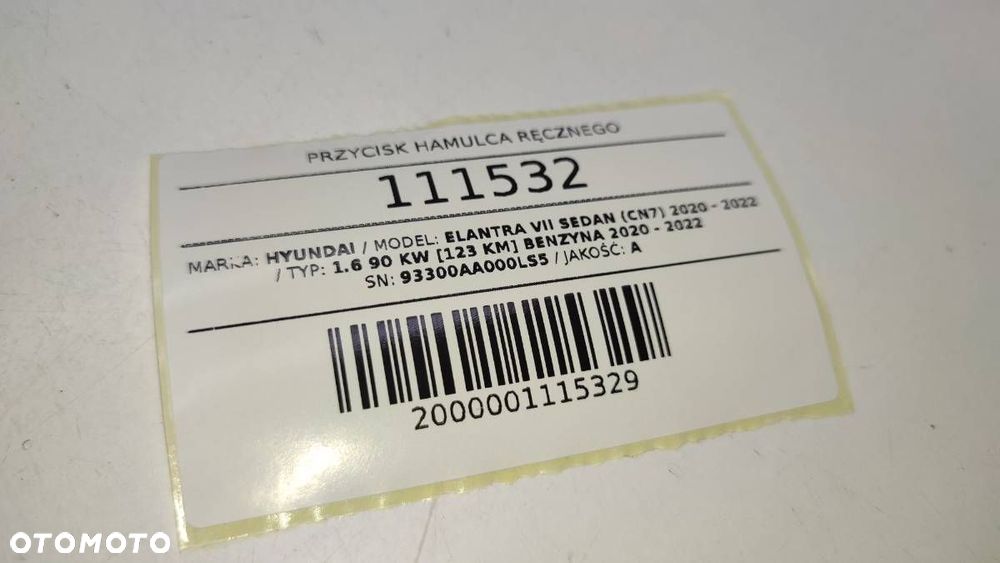 PRZYCISK HAMULCA RĘCZNEGO
111532
MARKA: HYUNDAI / MODEL: ELANTRA VII SEDAN (CN7) 2020 - 2022
/ TYP: 1.6 90 KW [123 KM] BENZYNA 2020 - 2022
SN: 93300AA000LS5 / JAKOŚĆ: A
2000001115329
OTOMOTO